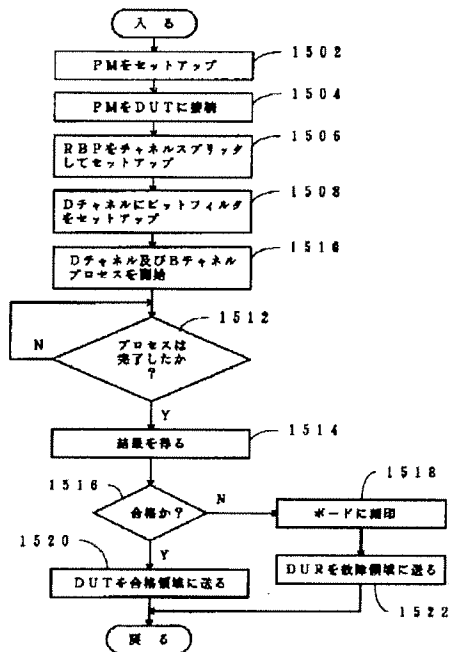 入る
PMをセットアップ
1502
PMをDUTに接続
1504
RBPをチャネルスプリッタ
してセットアップ
1506
Dチャネルにビットフィルタ
をセットアップ
1508
Dチャネル及びBチャネル
プロセスを開始
1510
プロセスは
完了したか
?
1512
N
Y
結果を得る
1514
合格か?
1516
N
Y
ボードに刻印
1518
DUTを合格領域に送る
1520
DURを故障領域に送る
1522
戻る